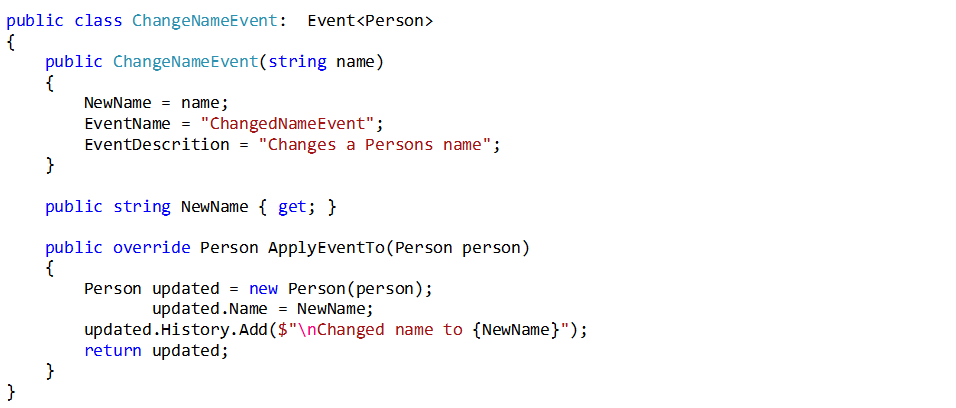 public class ChangeNameEvent:  Event<Person>
{
    public ChangeNameEvent(string name)
    {
        NewName = name;
        EventName = "ChangedNameEvent";
        EventDescrition = "Changes a Persons name";
    }

    public string NewName { get; }

    public override Person ApplyEventTo(Person person)
    {
        Person updated = new Person(person);
               updated.Name = NewName;
        updated.History.Add($"\nChanged name to {NewName}");
        return updated;
    }
}